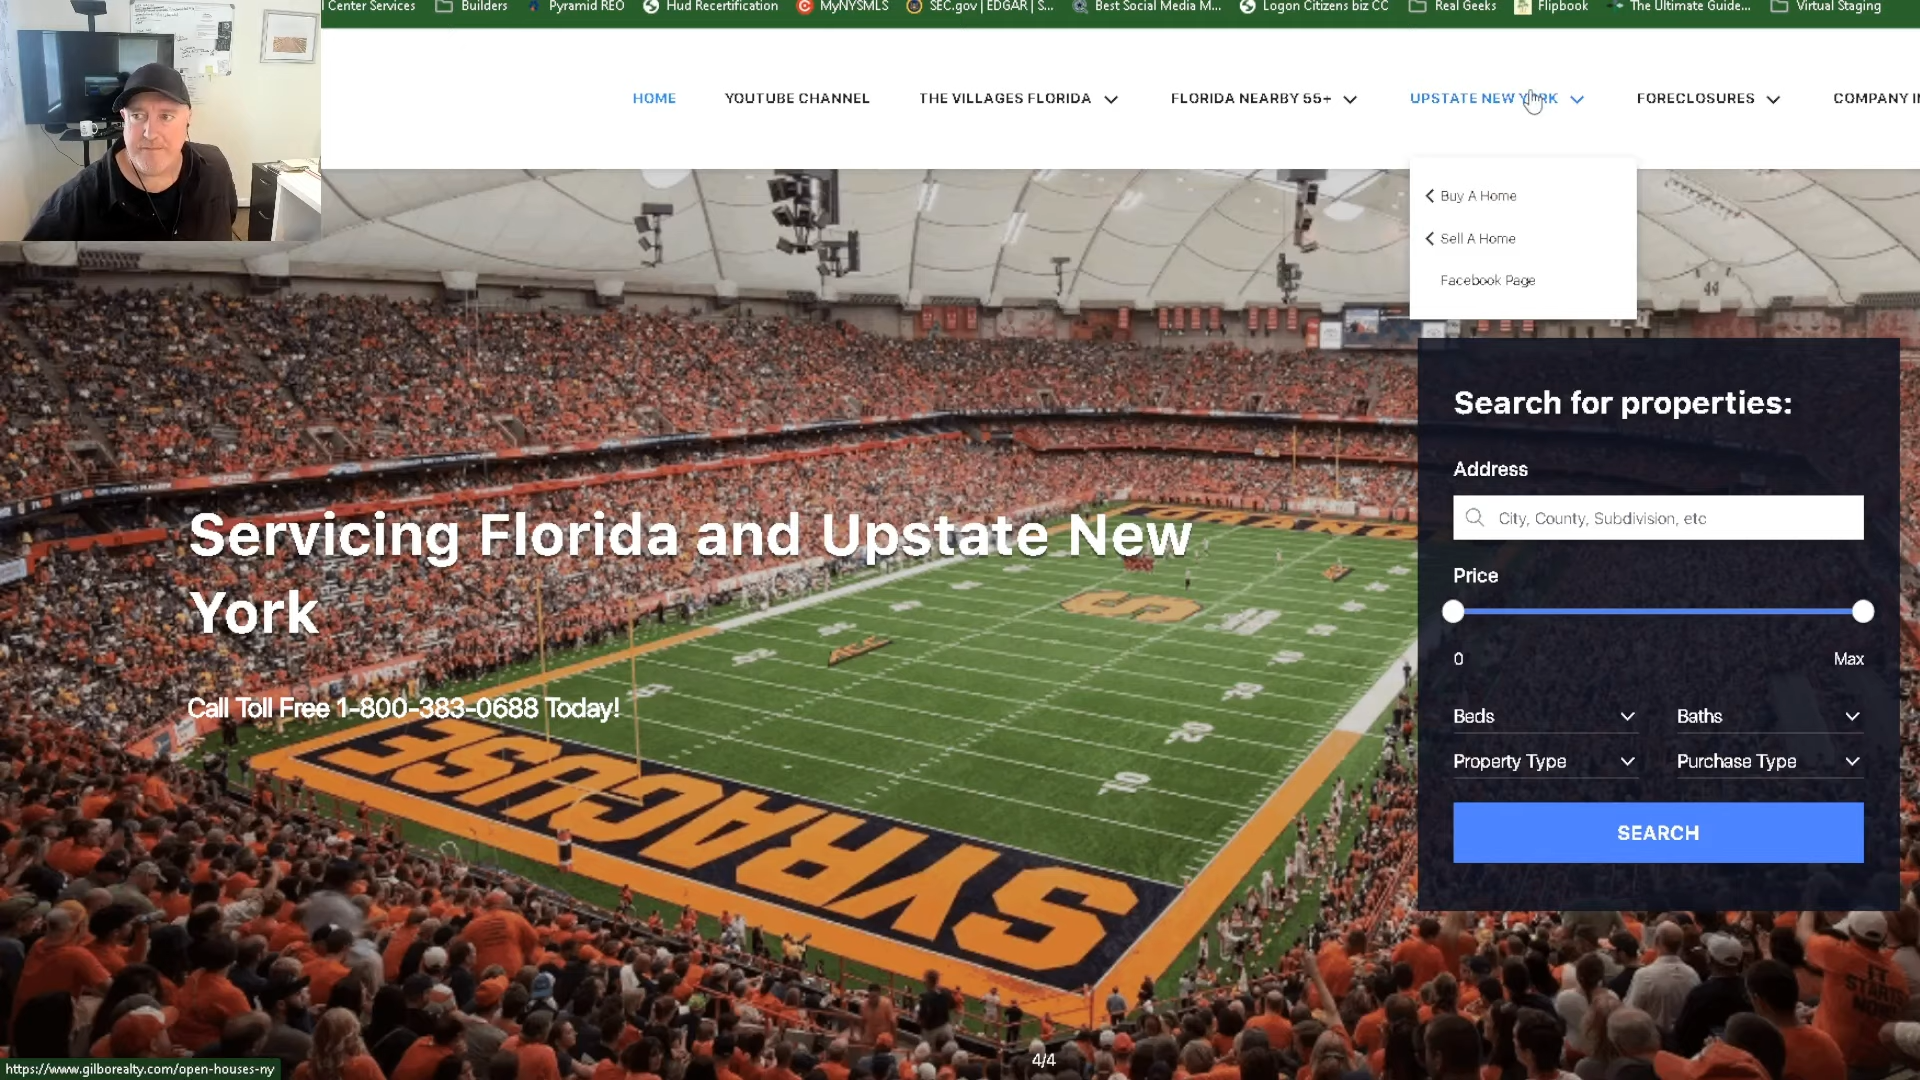 Center Services
Builders
Pyramid REO
Hud Recertification
MyNYSMLS
SEC.gov | EDGAR | S...
Best Social Media M...
Logon Citizens biz CC
Real Geeks
Flipbook
The Ultimate Guide...
Virtual Staging
HOME
YOUTUBE CHANNEL
THE VILLAGES FLORIDA
FLORIDA NEARBY 55+
UPSTATE NEW YORK
FORECLOSURES
COMPANY IN
Buy A Home
Sell A Home
Facebook Page
44
Search for properties:
Address
City, County, Subdivision, etc
Price
0
Max
Beds
Baths
Property Type
Purchase Type
SEARCH
Servicing Florida and Upstate New
York
Call Toll Free 1-800-383-0688 Today!
S
ACC
SYRACUSE
4/4
https://www.gilborealty.com/open-houses-ny